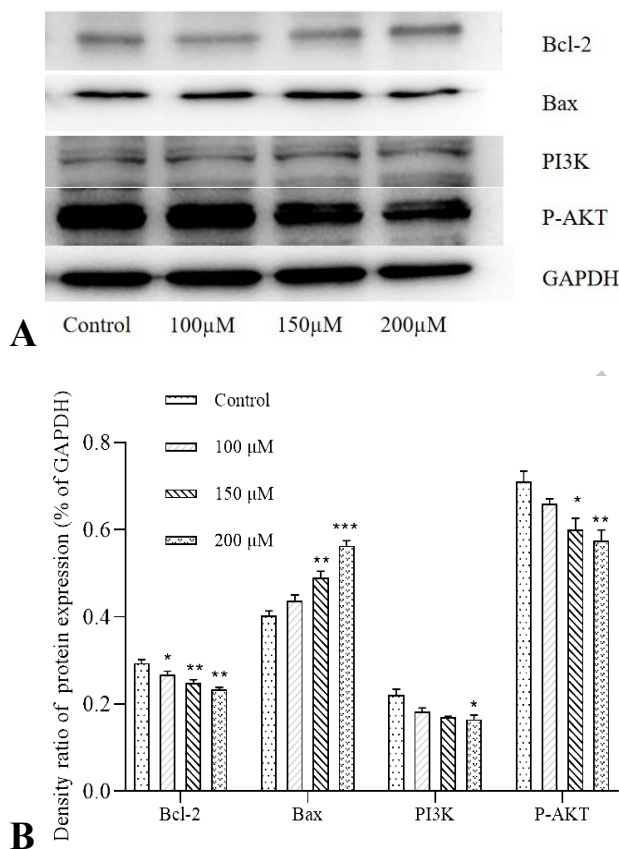 Bcl-2
Bax
PI3K
P-AKT
GAPDH
Control 100μM 150μM 200μM
A
Density ratio of protein expression (% of GAPDH)
Control
100 μM
150 μM
200 μM
0.8
0.6
0.4
0.2
0.0
* ** **
** ***
*
* **
Bcl-2 Bax PI3K P-AKT
B